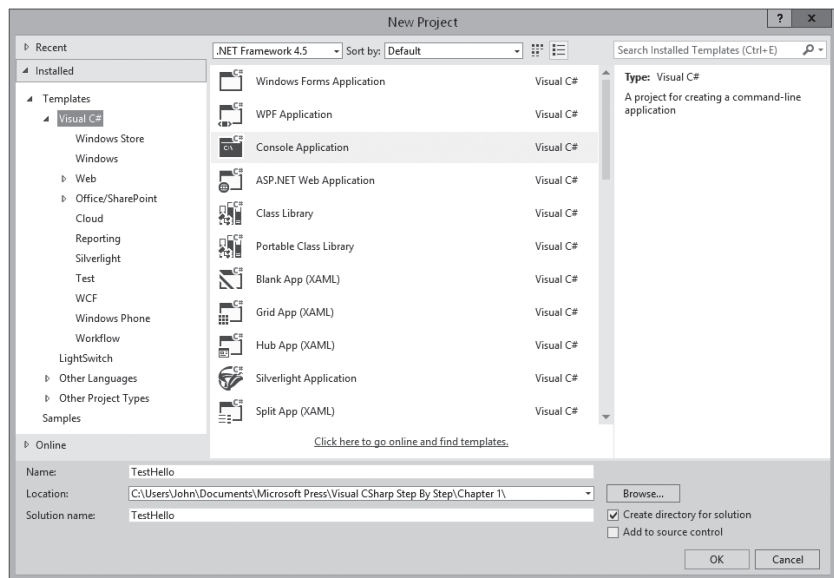 New Project
? x
Recent
Installed
Templates
Visual C#
Windows Store
Windows
Web
Office/SharePoint
Cloud
Reporting
Silverlight
Test
WCF
Windows Phone
Workflow
LightSwitch
Other Languages
Other Project Types
Samples
Online
.NET Framework 4.5 Sort by: Default
C# Windows Forms Application Visual C#
C# WPF Application Visual C#
C# C:\ Console Application Visual C#
C# ASP.NET Web Application Visual C#
C# Class Library Visual C#
C# Portable Class Library Visual C#
C# Blank App (XAML) Visual C#
C# Grid App (XAML) Visual C#
C# Hub App (XAML) Visual C#
C# Silverlight Application Visual C#
C# Split App (XAML) Visual C#
Click here to go online and find templates.
Search Installed Templates (Ctrl+E)
Type: Visual C#
A project for creating a command-line
application
Name: TestHello
Location: C:\Users\John\Documents\Microsoft Press\Visual CSharp Step By Step\Chapter 1\ Browse...
Solution name: TestHello
Create directory for solution
Add to source control
OK Cancel